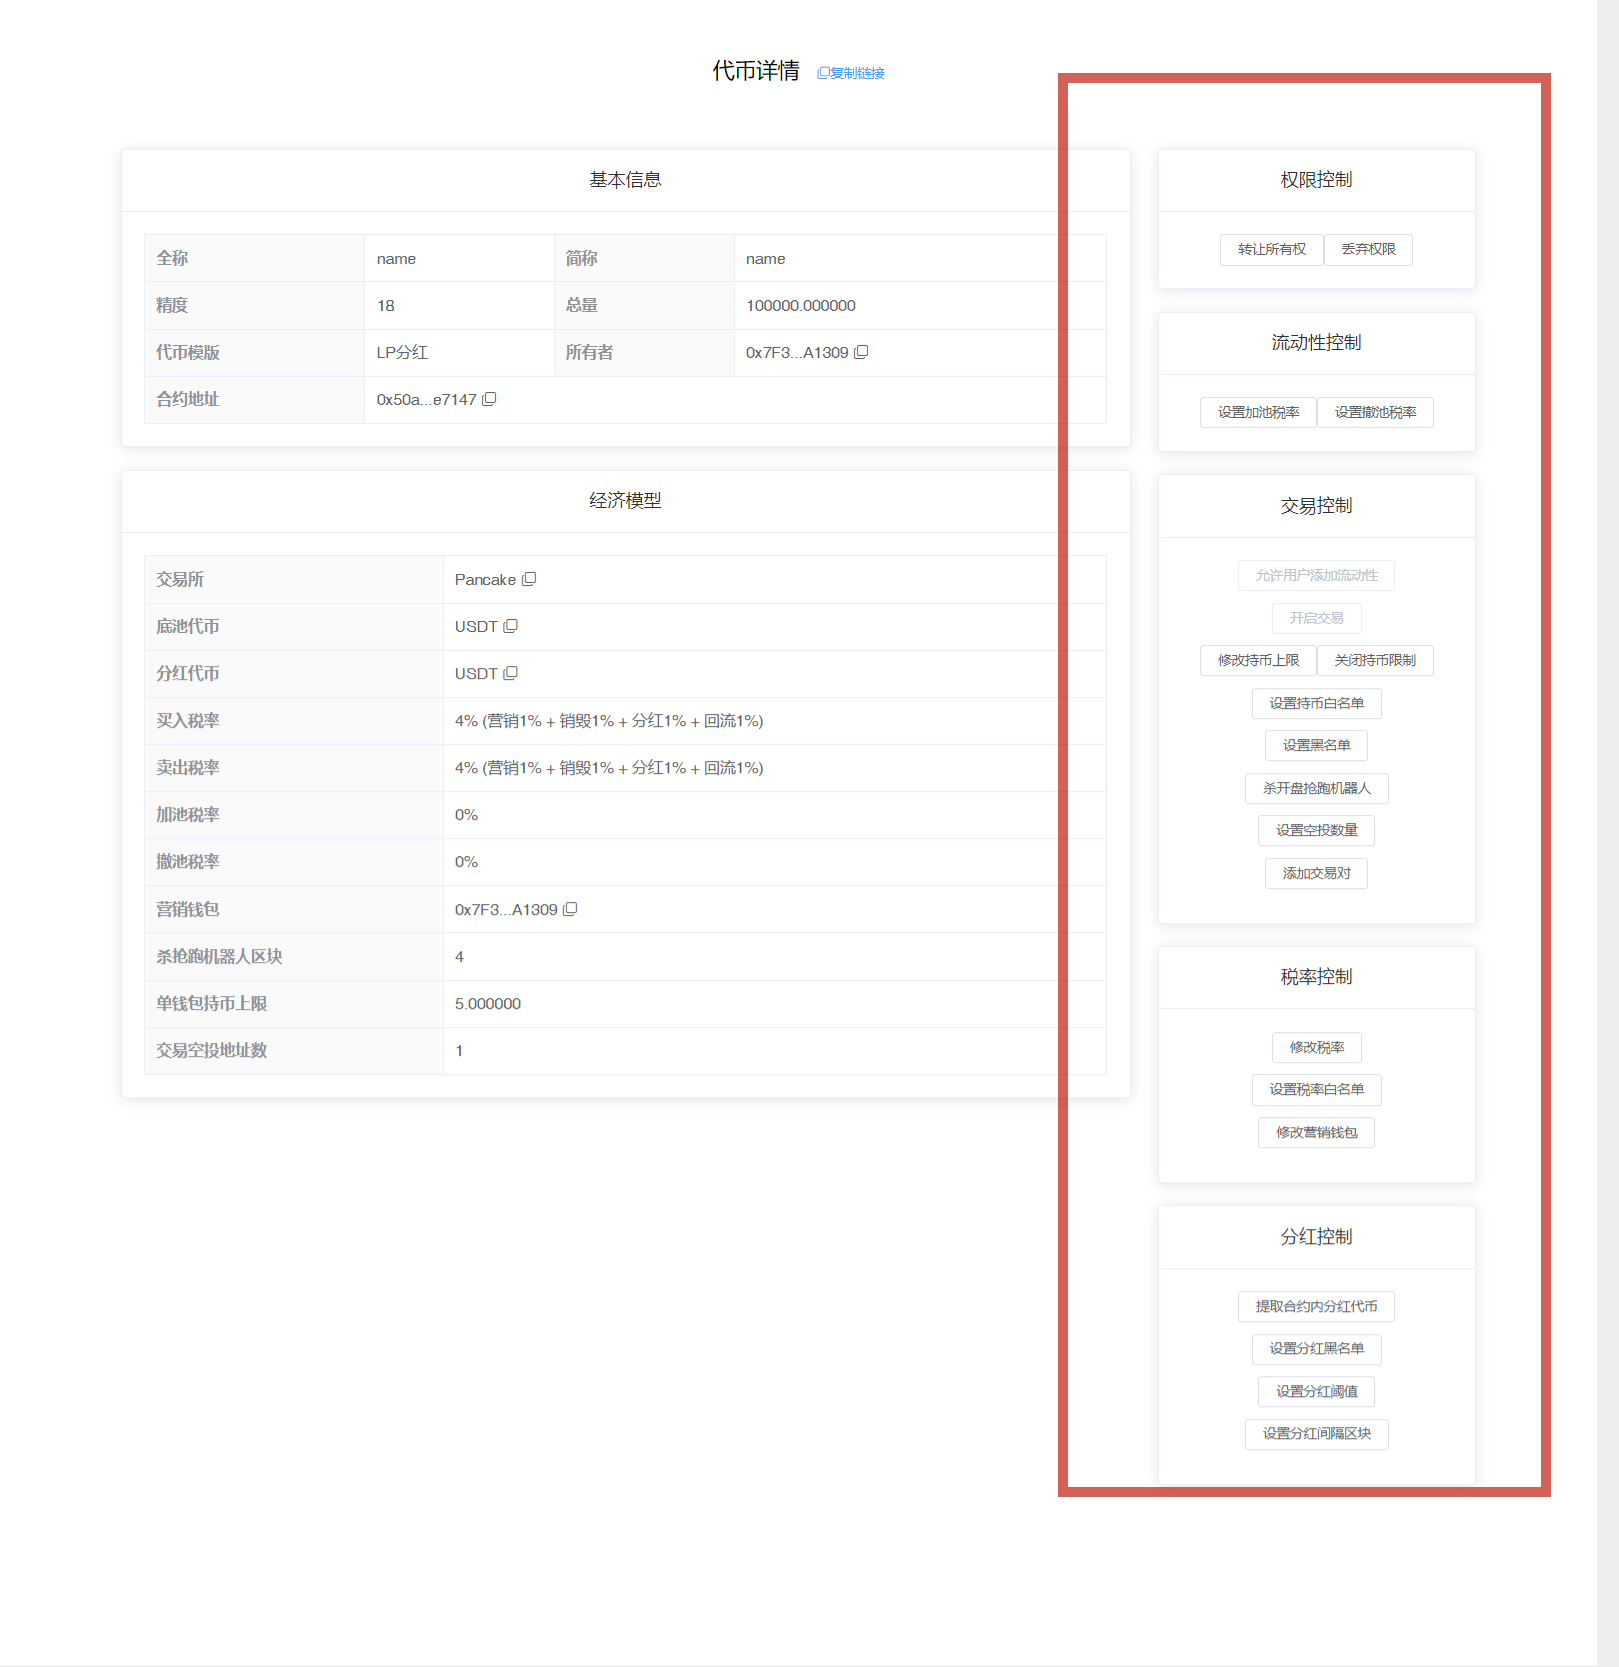 代币详情 复制链接
基本信息
全称 name 简称 name
精度 18 总量 100000.000000
代币模版 LP分红 所有者 0x7F3...A1309
合约地址 0x50a...e7147
经济模型
交易所 Pancake
底池代币 USDT
分红代币 USDT
买入税率 4% (营销1% + 销毁1% + 分红1% + 回流1%)
卖出税率 4% (营销1% + 销毁1% + 分红1% + 回流1%)
加池税率 0%
撤池税率 0%
营销钱包 0x7F3...A1309
杀抢跑机器人区块 4
单钱包持币上限 5.000000
交易空投地址数 1
权限控制
转让所有权 丢弃权限
流动性控制
设置加池税率 设置撤池税率
交易控制
允许用户添加流动性
开启交易
修改持币上限 关闭持币限制
设置持币白名单
设置黑名单
杀开盘抢跑机器人
设置空投数量
添加交易对
税率控制
修改税率
设置税率白名单
修改营销钱包
分红控制
提取合约内分红代币
设置分红黑名单
设置分红阈值
设置分红间隔区块